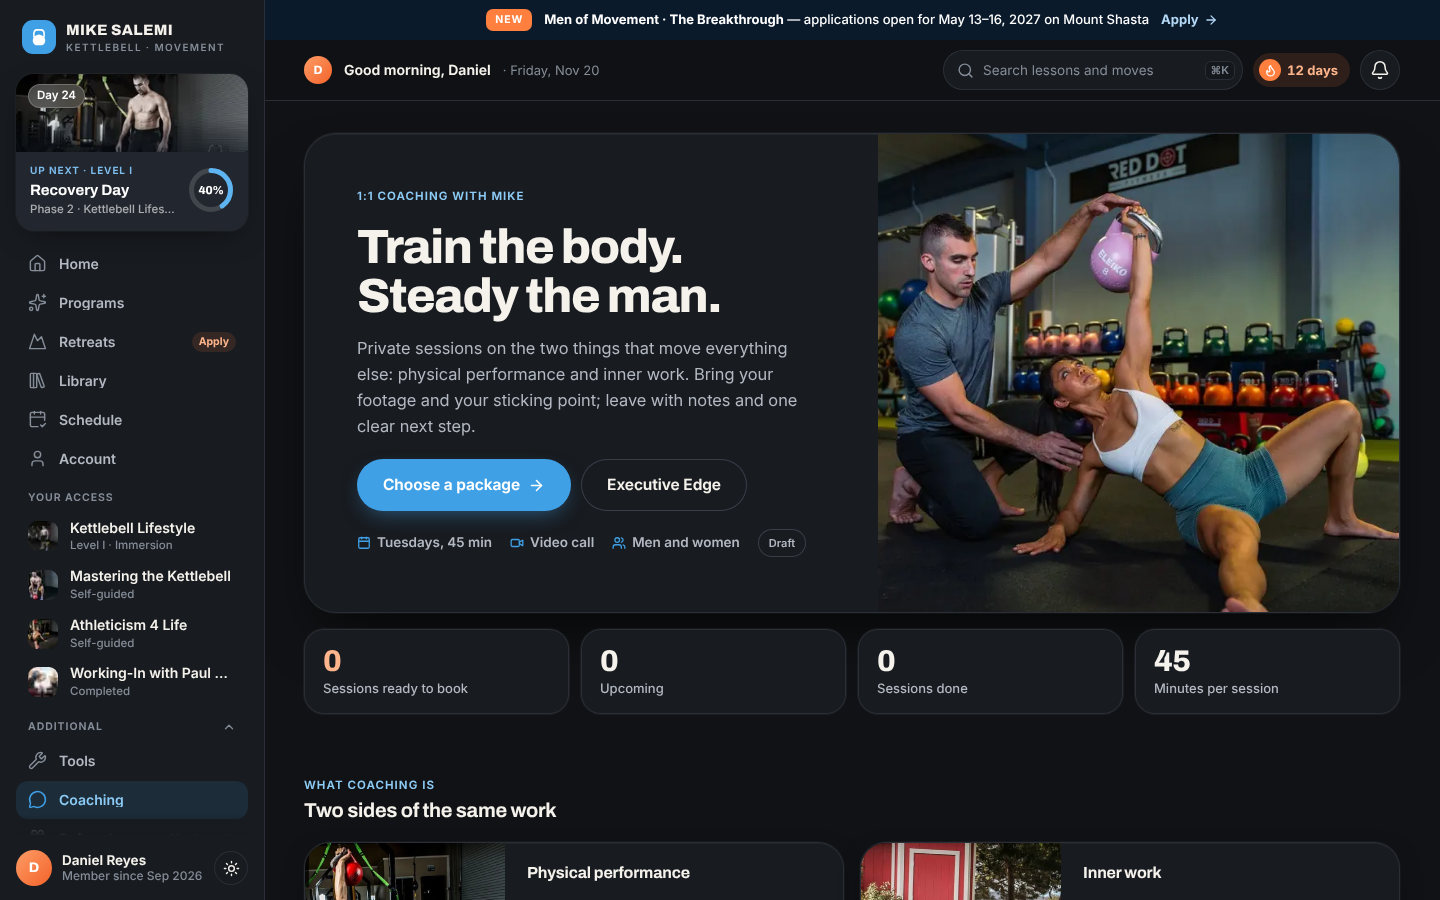 MIKE SALEMI
KETTLEBELL · MOVEMENT
Day 24
UP NEXT · LEVEL I
Recovery Day
Phase 2 · Kettlebell Lifes...
40%
Home
Programs
Retreats
Apply
Library
Schedule
Account
YOUR ACCESS
Kettlebell Lifestyle
Level I · Immersion
Mastering the Kettlebell
Self-guided
Athleticism 4 Life
Self-guided
Working-In with Paul ...
Completed
ADDITIONAL
Tools
Coaching
D
Daniel Reyes
Member since Sep 2026
NEW Men of Movement · The Breakthrough — applications open for May 13–16, 2027 on Mount Shasta Apply →
D Good morning, Daniel · Friday, Nov 20
Search lessons and moves ⌘K
12 days
1:1 COACHING WITH MIKE
Train the body.
Steady the man.
Private sessions on the two things that move everything
else: physical performance and inner work. Bring your
footage and your sticking point; leave with notes and one
clear next step.
Choose a package →
Executive Edge
Tuesdays, 45 min
Video call
Men and women
Draft
RED DOT
FITNESS
ELEIKO
8
0
Sessions ready to book
0
Upcoming
0
Sessions done
45
Minutes per session
WHAT COACHING IS
Two sides of the same work
Physical performance
Inner work